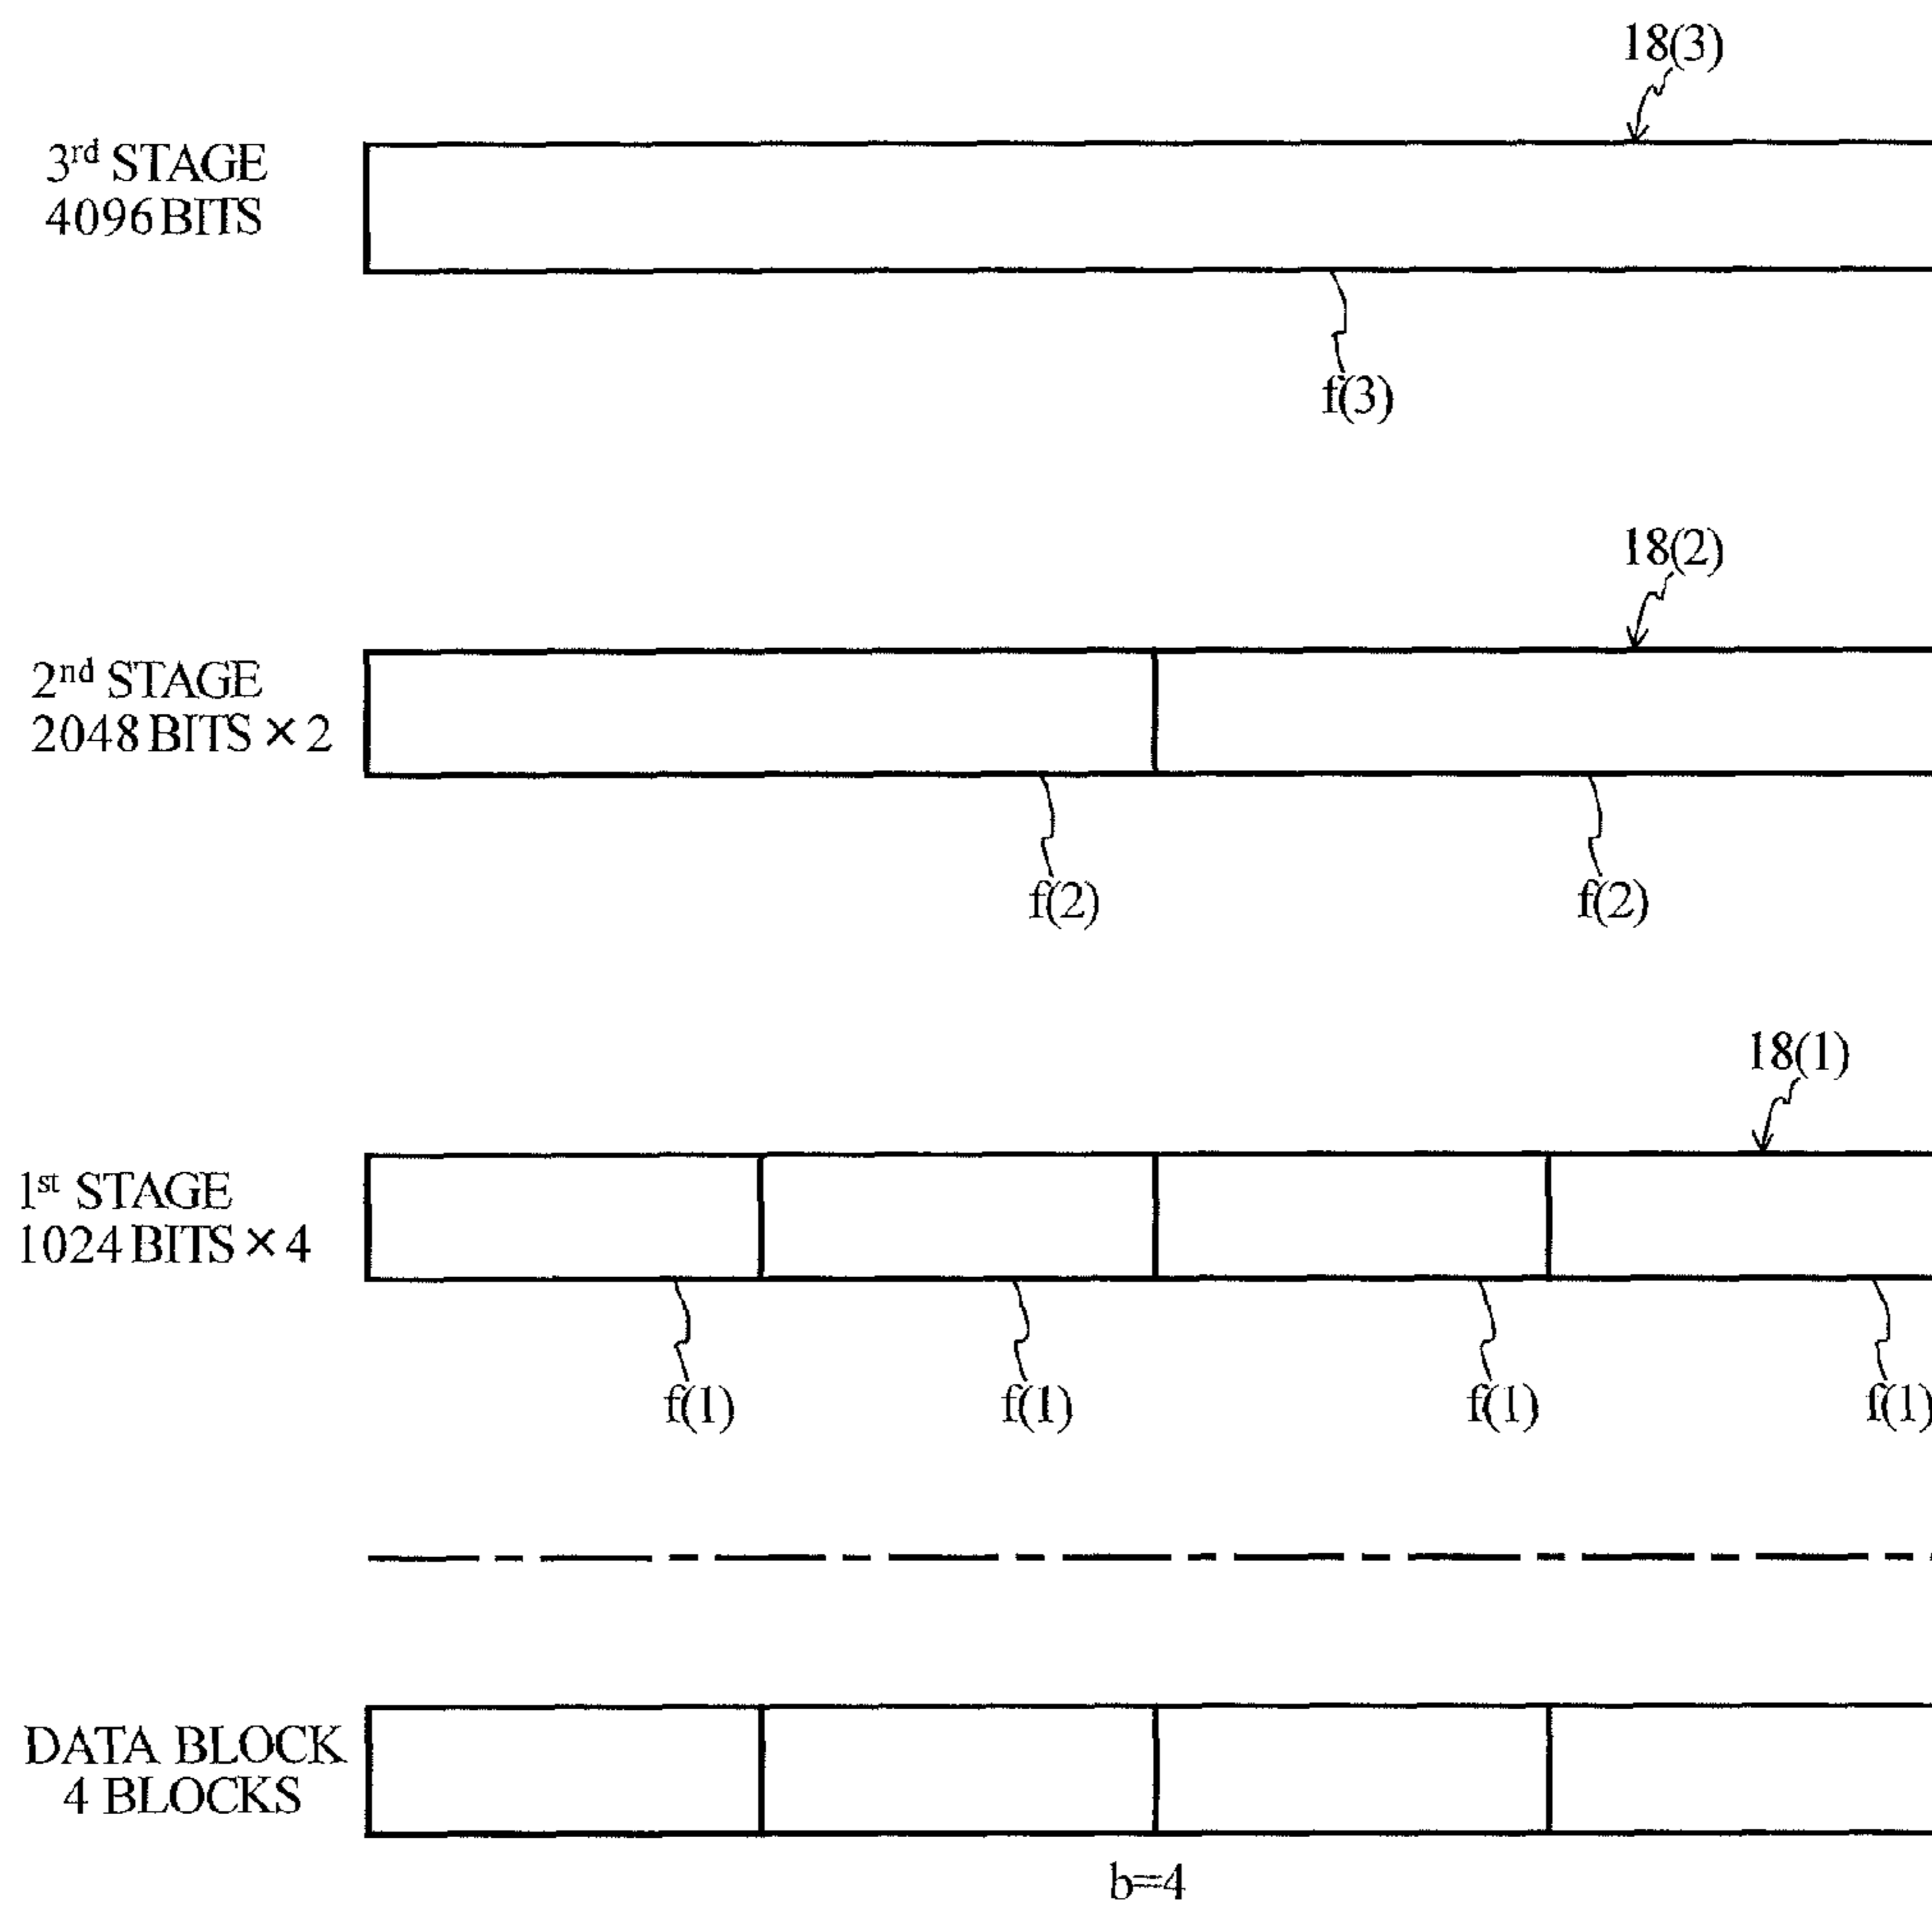 18(3)
3rd STAGE
4096 BITS
f(3)
18(2)
2nd STAGE
2048 BITS × 2
f(2) f(2)
18(1)
1st STAGE
1024 BITS × 4
f(1) f(1) f(1) f(1)
DATA BLOCK
4 BLOCKS
b=4